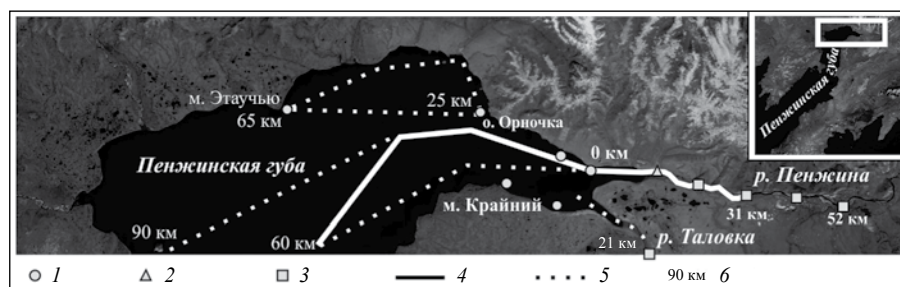 м. Этаучью
65 км
25 км
о. Орночка
Пенжинская губа
0 км
р. Пенжина
м. Крайний
31 км
52 км
90 км
60 км
21 км
р. Таловка
Пенжинская губа
1 2 3 4 5 90 км 6